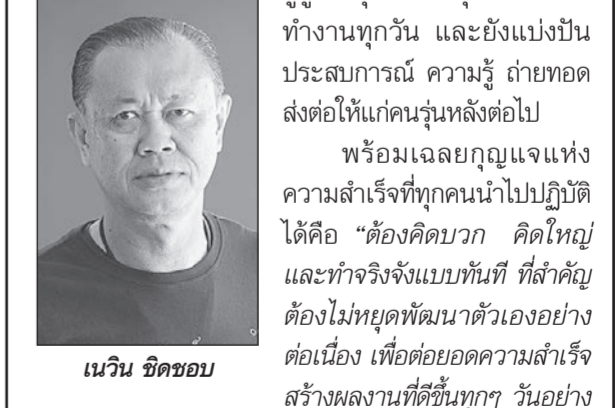 ทำงานทุกวัน และยังแบ่งปัน
ประสบการณ์ ความรู้ ถ่ายทอด
ส่งต่อให้แก่คนรุ่นหลังต่อไป
พร้อมเฉลยกุญแจแห่ง
ความสำเร็จที่ทุกคนนำไปปฏิบัติ
ได้คือ “ต้องคิดบวก คิดใหญ่
และทำจริงจังแบบทันที ที่สำคัญ
ต้องไม่หยุดพัฒนาตัวเองอย่าง
ต่อเนื่อง เพื่อต่อยอดความสำเร็จ
สร้างผลงานที่ดีขึ้นทุกๆ วันอย่าง
เนวิน ชิดชอบ